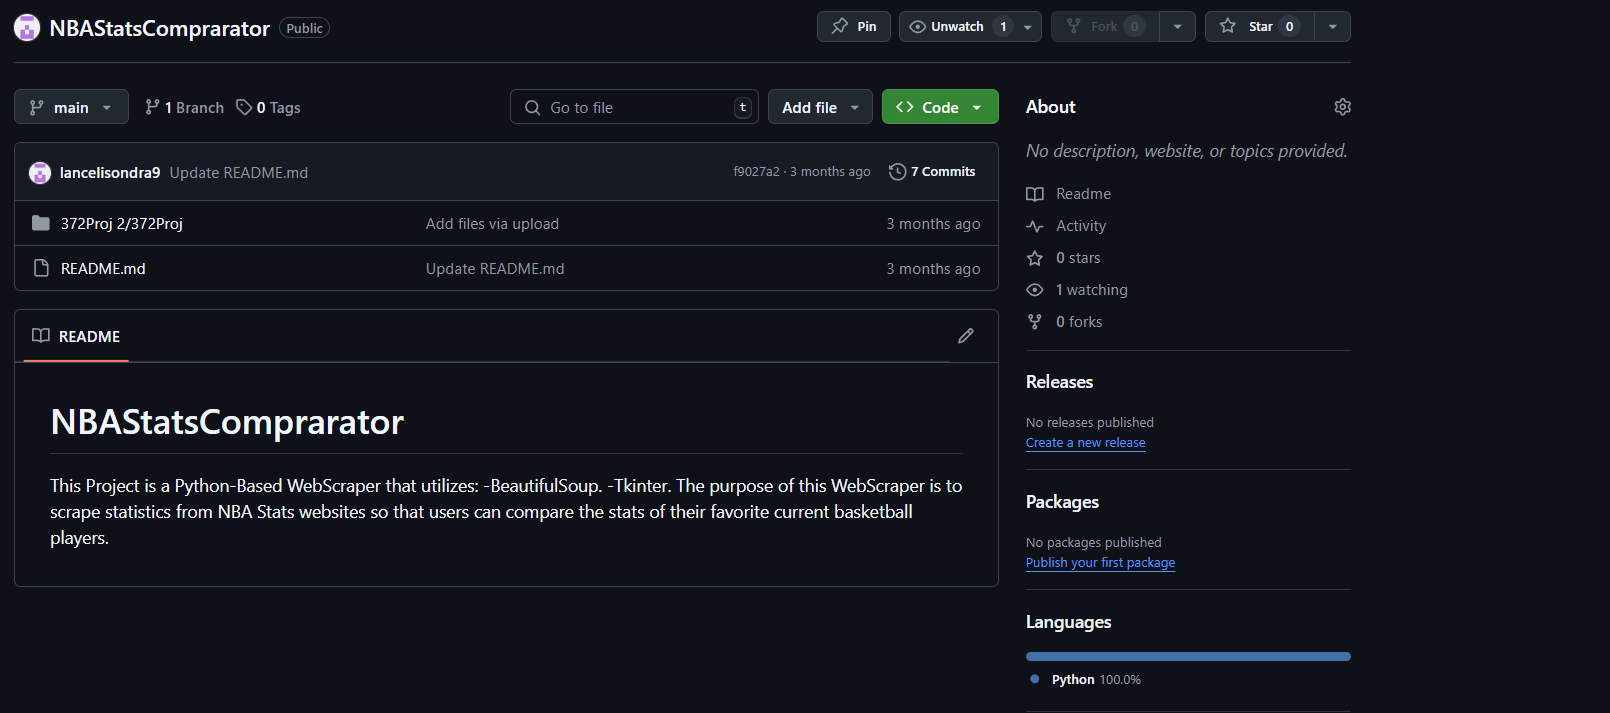 NBAStatsComprarator Public Pin Unwatch 1 Fork 0 Star 0
main 1 Branch 0 Tags Go to file t Add file Code
lancelisondra9 Update README.md f9027a2 · 3 months ago 7 Commits
372Proj 2/372Proj Add files via upload 3 months ago
README.md Update README.md 3 months ago
README
NBAStatsComprarator
This Project is a Python-Based WebScraper that utilizes: -BeautifulSoup. -Tkinter. The purpose of this WebScraper is to
scrape statistics from NBA Stats websites so that users can compare the stats of their favorite current basketball
players.
About
No description, website, or topics provided.
Readme
Activity
0 stars
1 watching
0 forks
Releases
No releases published
Create a new release
Packages
No packages published
Publish your first package
Languages
Python 100.0%